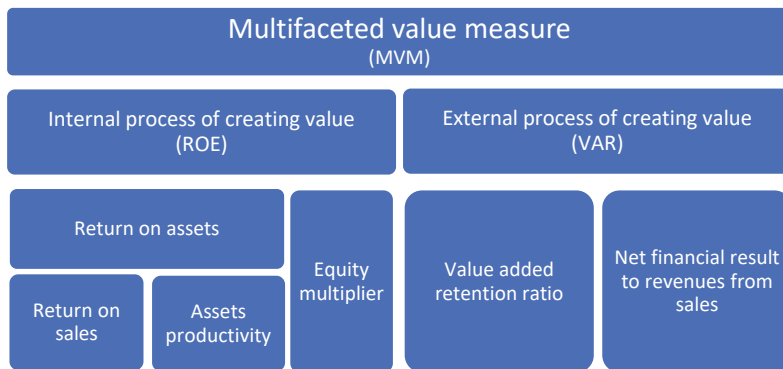 Multifaceted value measure
(MVM)
Internal process of creating value
(ROE)
External process of creating value
(VAR)
Return on assets
Equity
multiplier
Value added
retention ratio
Net financial result
to revenues from
sales
Return on
sales
Assets
productivity